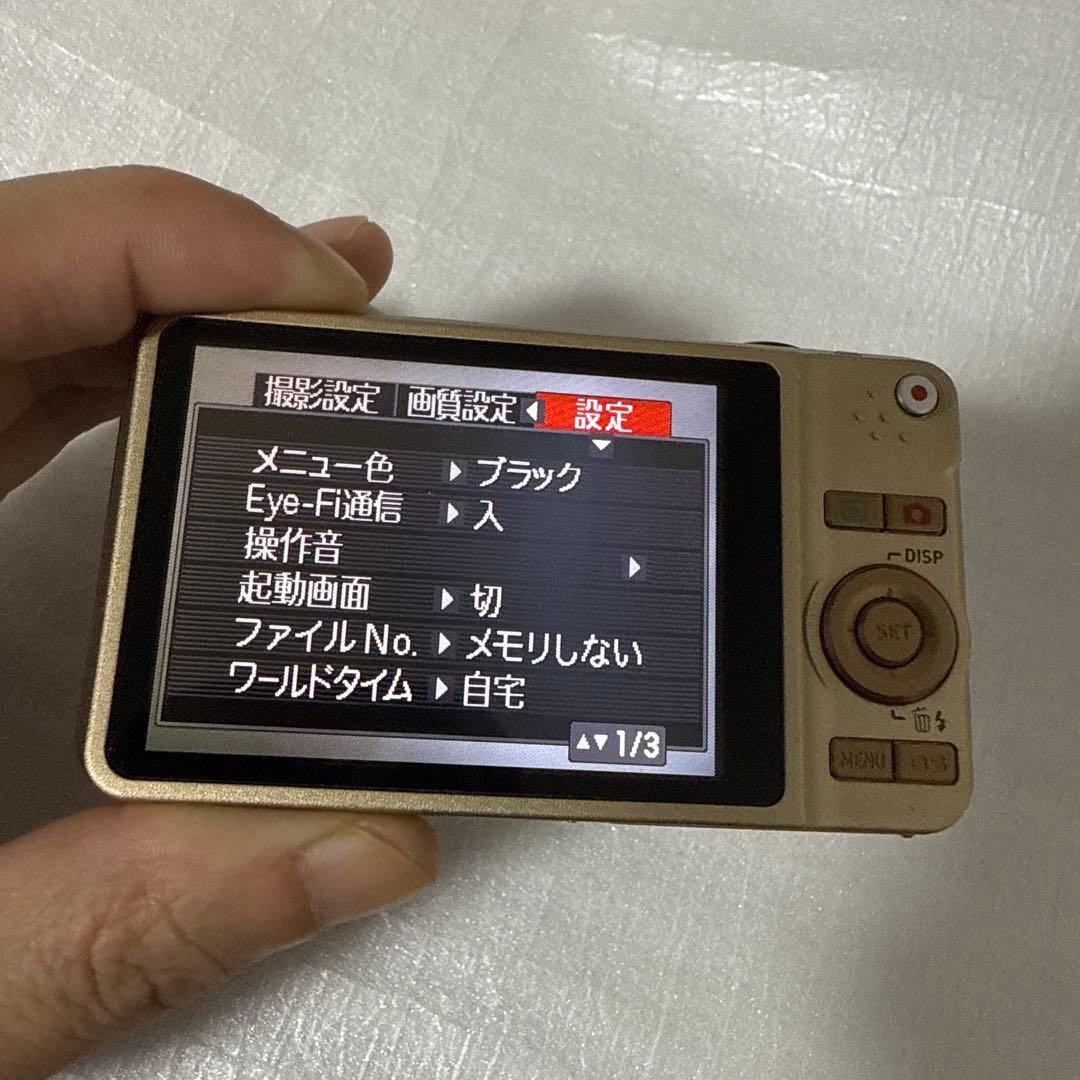 撮影設定 画質設定 設定
メニュー色 ブラック
Eye-Fi通信 入
操作音
起動画面 切
ファイルNo. メモリしない
ワールドタイム 自宅
1/3
DISP
SET
MENU
BS